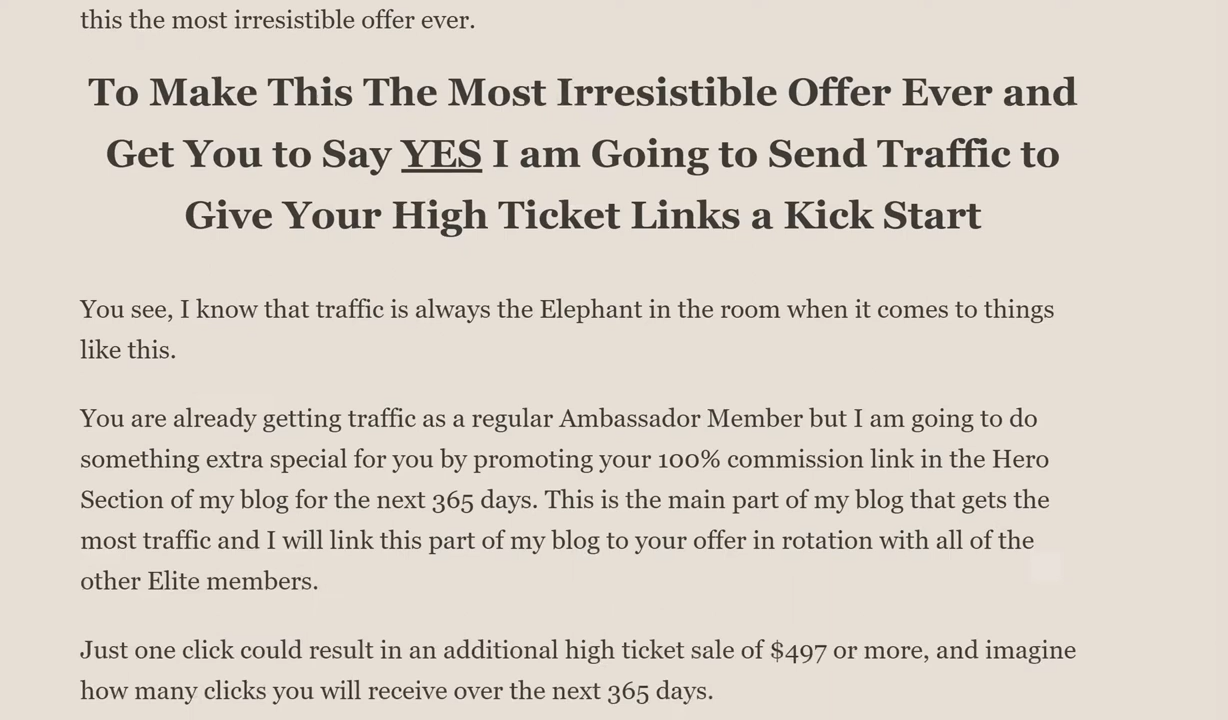 this the most irresistible offer ever.
To Make This The Most Irresistible Offer Ever and
Get You to Say YES I am Going to Send Traffic to
Give Your High Ticket Links a Kick Start
You see, I know that traffic is always the Elephant in the room when it comes to things
like this.
You are already getting traffic as a regular Ambassador Member but I am going to do
something extra special for you by promoting your 100% commission link in the Hero
Section of my blog for the next 365 days. This is the main part of my blog that gets the
most traffic and I will link this part of my blog to your offer in rotation with all of the
other Elite members.
Just one click could result in an additional high ticket sale of $497 or more, and imagine
how many clicks you will receive over the next 365 days.